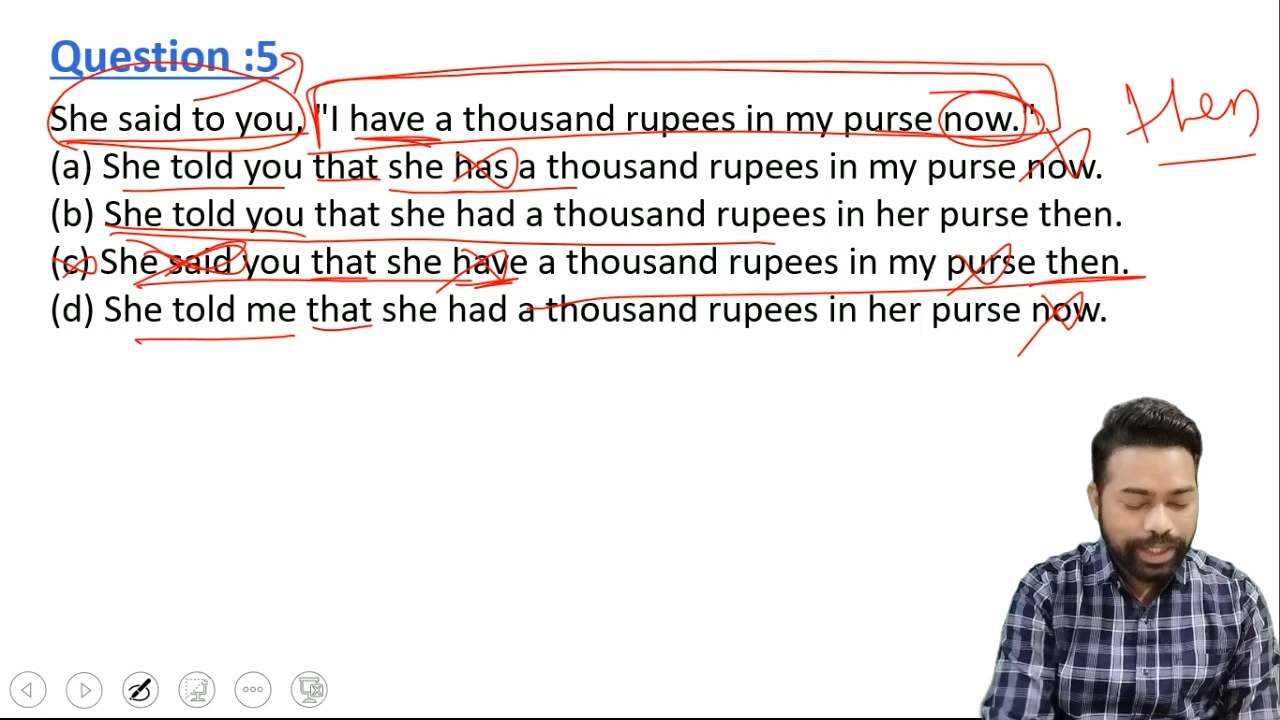 Question :5
She said to you, "I have a thousand rupees in my purse now." then
(a) She told you that she has a thousand rupees in my purse now.
(b) She told you that she had a thousand rupees in her purse then.
(c) She said you that she have a thousand rupees in my purse then.
(d) She told me that she had a thousand rupees in her purse now.